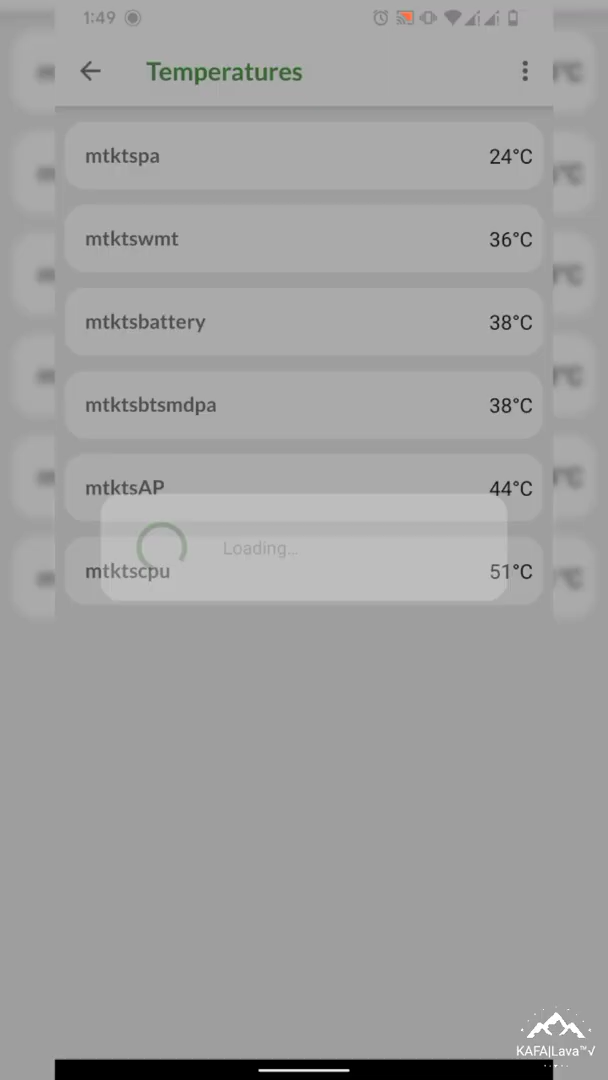 1:49
Temperatures
mtktspa 24°C
mtktswmt 36°C
mtktsbattery 38°C
mtktsbtsmdpa 38°C
mtktsAP 44°C
Loading...
mtktscpu 51°C
KAFA|Lava™√